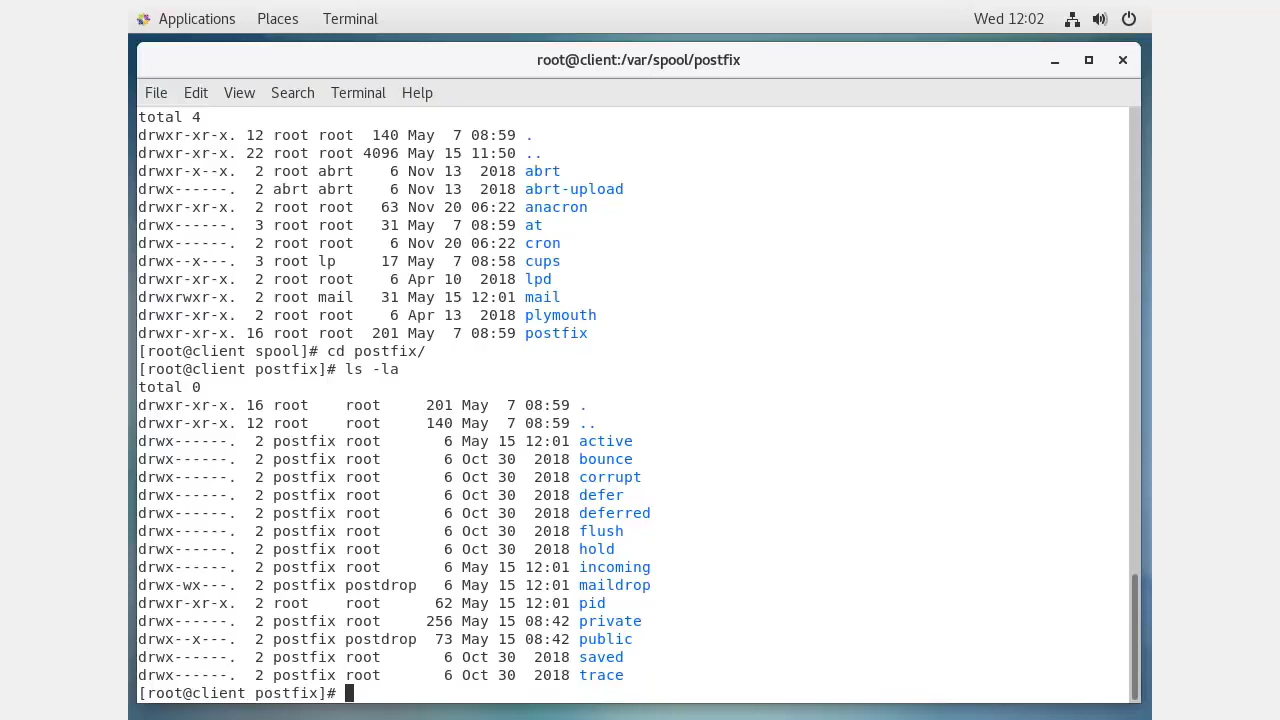 Applications Places Terminal Wed 12:02
root@client:/var/spool/postfix
File Edit View Search Terminal Help
total 4
drwxr-xr-x. 12 root root  140 May  7 08:59 .
drwxr-xr-x. 22 root root 4096 May 15 11:50 ..
drwxr-x--x.  2 root abrt    6 Nov 13  2018 abrt
drwx------.  2 abrt abrt    6 Nov 13  2018 abrt-upload
drwxr-xr-x.  2 root root   63 Nov 20 06:22 anacron
drwx------.  3 root root   31 May  7 08:59 at
drwx------.  2 root root    6 Nov 20 06:22 cron
drwx--x---.  3 root lp     17 May  7 08:58 cups
drwxr-xr-x.  2 root root    6 Apr 10  2018 lpd
drwxrwxr-x.  2 root mail   31 May 15 12:01 mail
drwxr-xr-x.  2 root root    6 Apr 13  2018 plymouth
drwxr-xr-x. 16 root root  201 May  7 08:59 postfix
[root@client spool]# cd postfix/
[root@client postfix]# ls -la
total 0
drwxr-xr-x. 16 root    root     201 May  7 08:59 .
drwxr-xr-x. 12 root    root     140 May  7 08:59 ..
drwx------.  2 postfix root       6 May 15 12:01 active
drwx------.  2 postfix root       6 Oct 30  2018 bounce
drwx------.  2 postfix root       6 Oct 30  2018 corrupt
drwx------.  2 postfix root       6 Oct 30  2018 defer
drwx------.  2 postfix root       6 Oct 30  2018 deferred
drwx------.  2 postfix root       6 Oct 30  2018 flush
drwx------.  2 postfix root       6 Oct 30  2018 hold
drwx------.  2 postfix root       6 May 15 12:01 incoming
drwx-wx---.  2 postfix postdrop   6 May 15 12:01 maildrop
drwxr-xr-x.  2 root    root      62 May 15 12:01 pid
drwx------.  2 postfix root     256 May 15 08:42 private
drwx--x---.  2 postfix postdrop  73 May 15 08:42 public
drwx------.  2 postfix root       6 Oct 30  2018 saved
drwx------.  2 postfix root       6 Oct 30  2018 trace
[root@client postfix]#